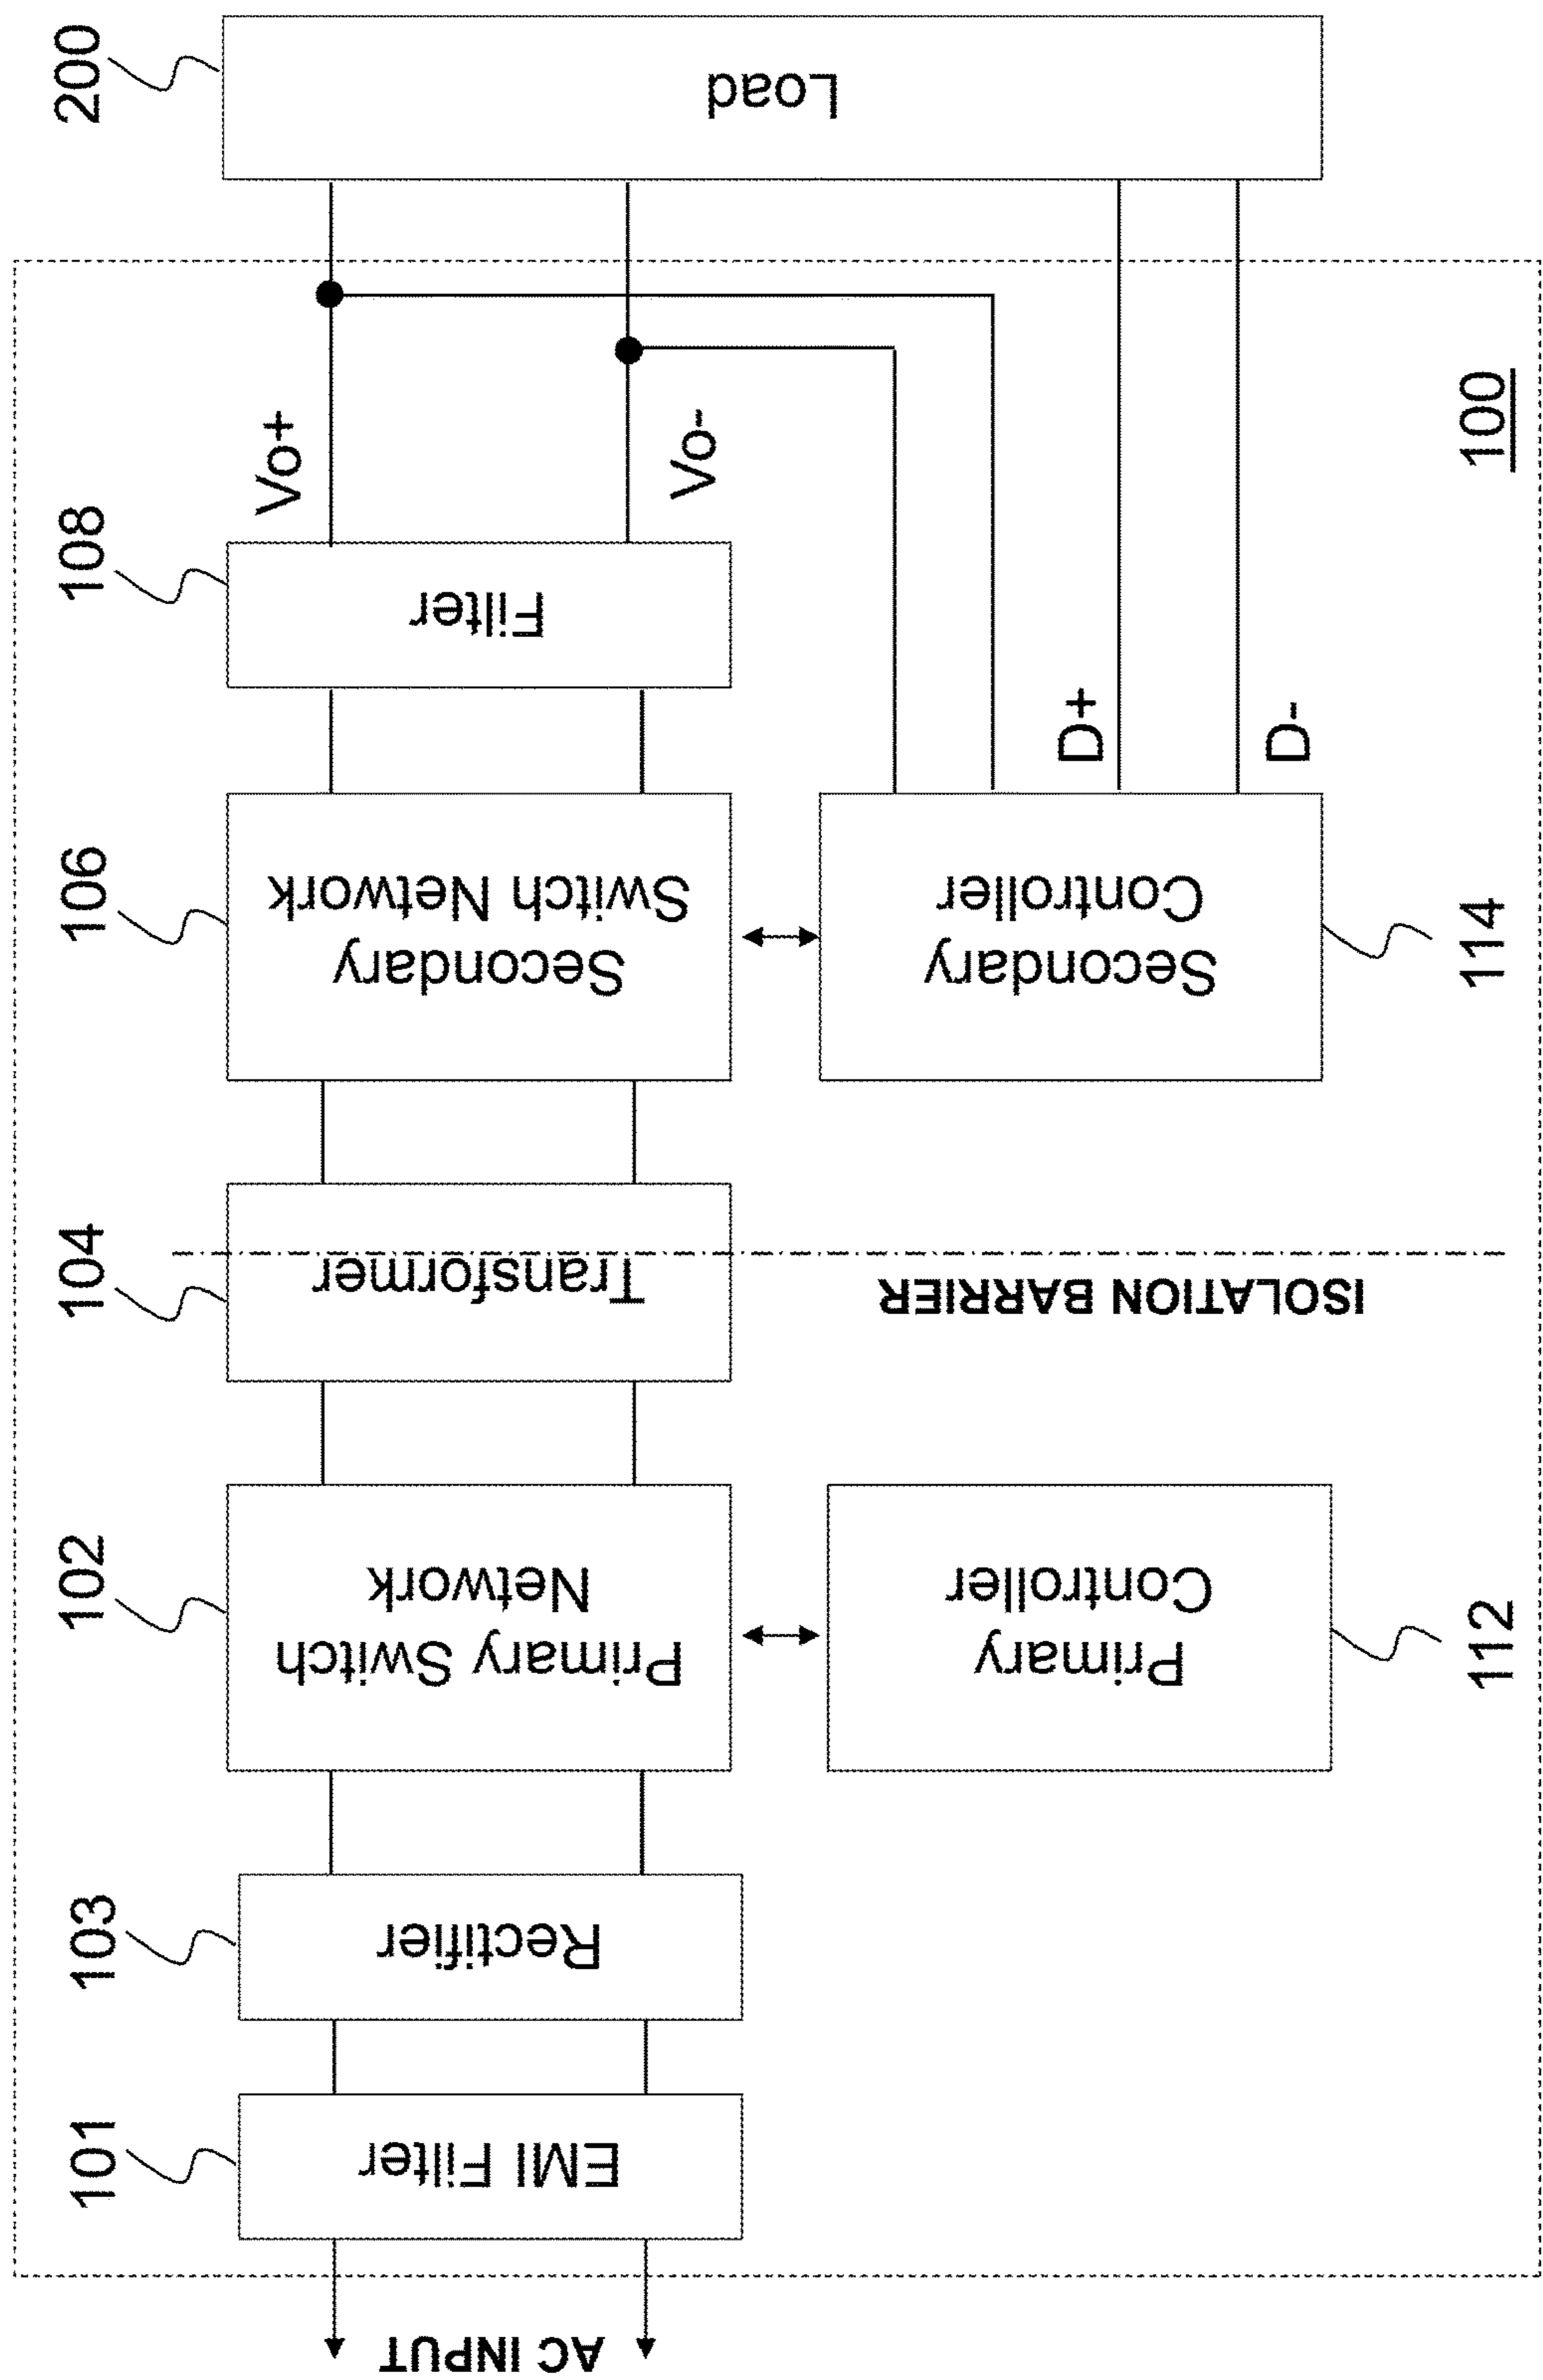 101
103
102
104
106
108
200
AC INPUT
EMI Filter
Rectifier
Primary Switch
Network
Transformer
Secondary
Switch Network
Filter
Vo+
Vo-
Load
ISOLATION BARRIER
Primary
Controller
Secondary
Controller
D+
D-
112
114
100